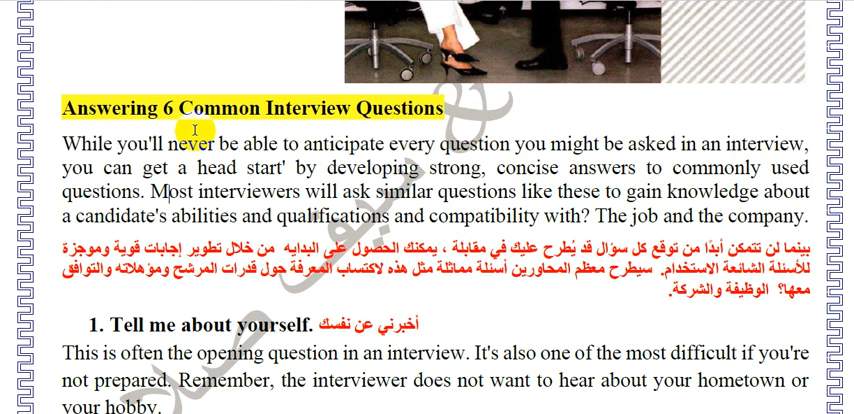 Answering 6 Common Interview Questions
While you'll never be able to anticipate every question you might be asked in an interview,
you can get a head start' by developing strong, concise answers to commonly used
questions. Most interviewers will ask similar questions like these to gain knowledge about
a candidate's abilities and qualifications and compatibility with? The job and the company.
بينما لن تتمكن أبدًا من توقع كل سؤال قد يُطرح عليك في مقابلة ، يمكنك الحصول على البدايه من خلال تطوير إجابات قوية وموجزة
للأسئلة الشائعة الاستخدام. سيطرح معظم المحاورين أسئلة مماثلة مثل هذه لاكتساب المعرفة حول قدرات المرشح ومؤهلاته والتوافق
معها؟ الوظيفة والشركة.
1. Tell me about yourself. أخبرني عن نفسك
This is often the opening question in an interview. It's also one of the most difficult if you're
not prepared. Remember, the interviewer does not want to hear about your hometown or
your hobby.